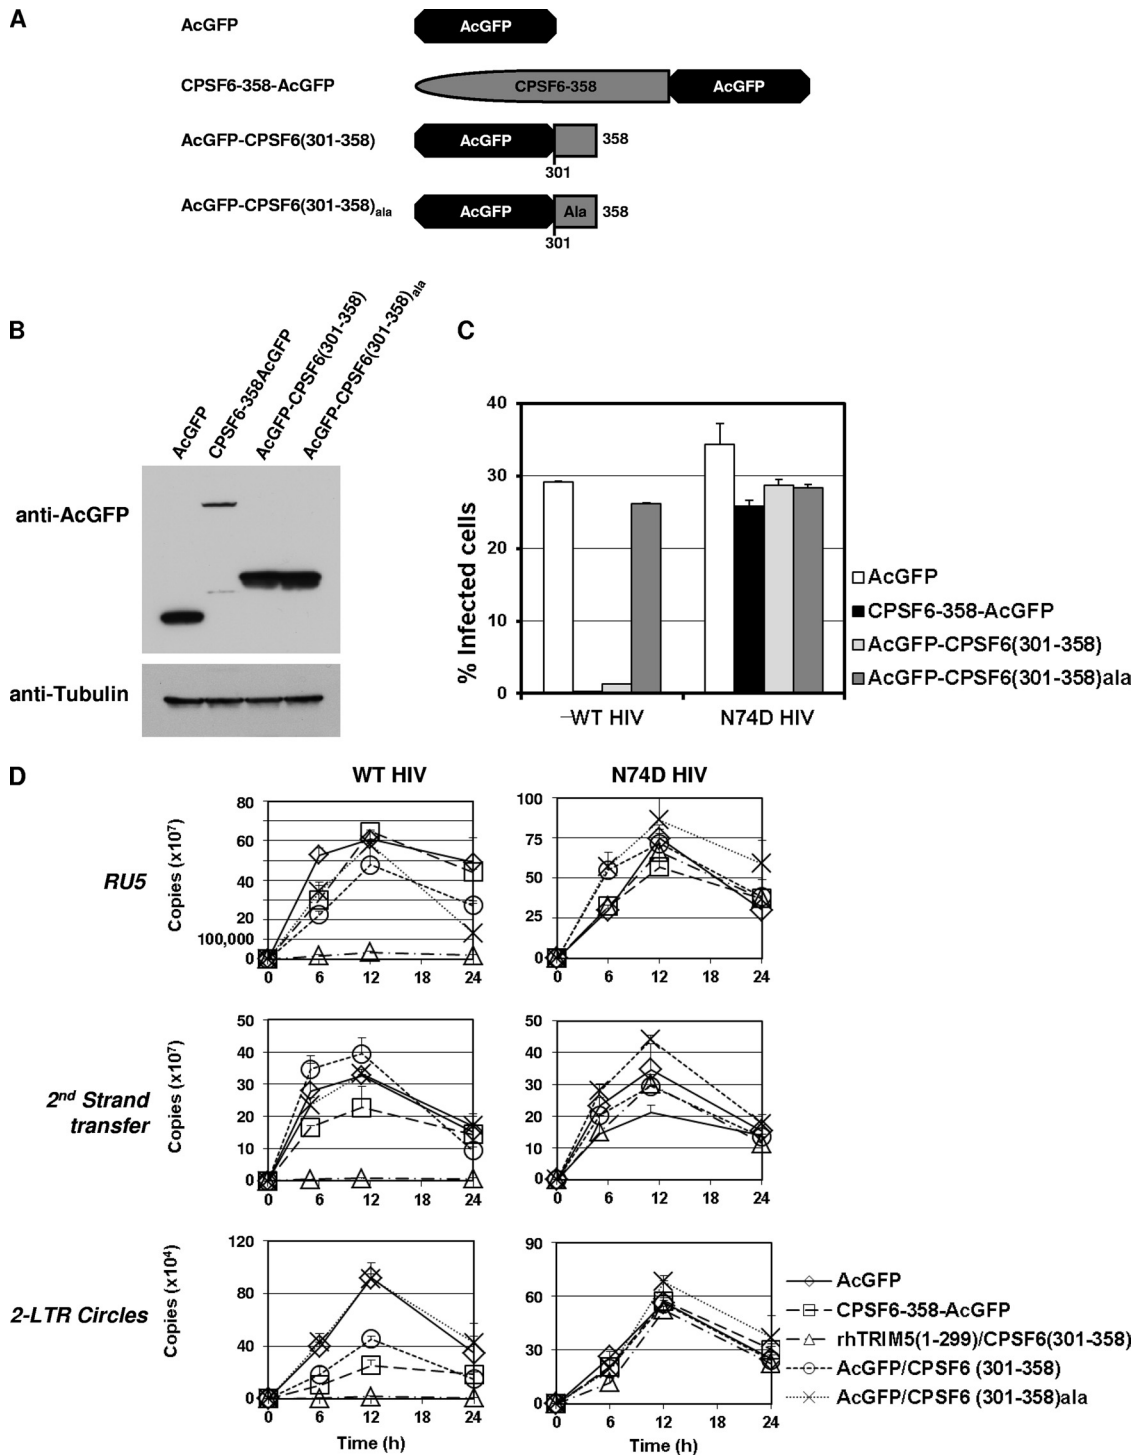 A
AcGFP
AcGFP
CPSF6-358-AcGFP
CPSF6-358
AcGFP
AcGFP-CPSF6(301-358)
AcGFP
358
301
AcGFP-CPSF6(301-358)ala
AcGFP
Ala
358
301
B
AcGFP
CPSF6-358AcGFP
AcGFP-CPSF6(301-358)
AcGFP-CPSF6(301-358)ala
anti-AcGFP
anti-Tubulin
C
% Infected cells
40
30
20
10
0
WT HIV
N74D HIV
AcGFP
CPSF6-358-AcGFP
AcGFP-CPSF6(301-358)
AcGFP-CPSF6(301-358)ala
D
WT HIV
N74D HIV
RU5
Copies (x10⁷)
80
60
40
20
100,000
0
0 6 12 18 24
100
75
50
25
0
0 6 12 18 24
2nd Strand
transfer
Copies (x10⁷)
50
40
30
20
10
0
0 6 12 18 24
50
40
30
20
10
0
0 6 12 18 24
2-LTR Circles
Copies (x10⁴)
120
80
40
0
0 6 12 18 24
Time (h)
90
60
30
0
0 6 12 18 24
Time (h)
AcGFP
CPSF6-358-AcGFP
rhTRIM5(1-299)/CPSF6(301-358)
AcGFP/CPSF6 (301-358)
AcGFP/CPSF6 (301-358)ala